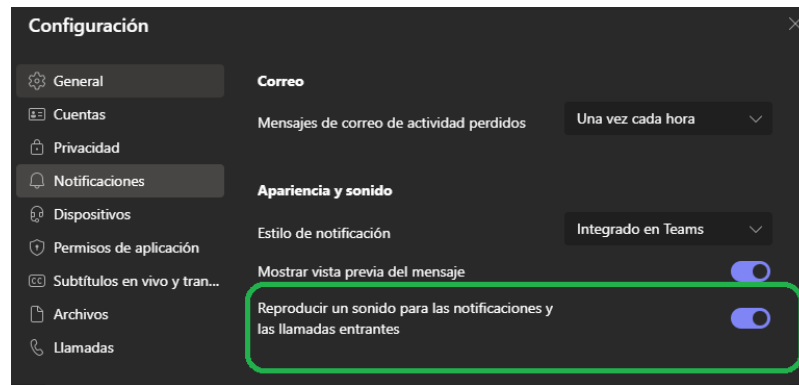 Configuración
General
Cuentas
Privacidad
Notificaciones
Dispositivos
Permisos de aplicación
CC Subtítulos en vivo y tran...
Archivos
Llamadas
Correo
Mensajes de correo de actividad perdidos
Una vez cada hora
Apariencia y sonido
Estilo de notificación
Integrado en Teams
Mostrar vista previa del mensaje
Reproducir un sonido para las notificaciones y
las llamadas entrantes